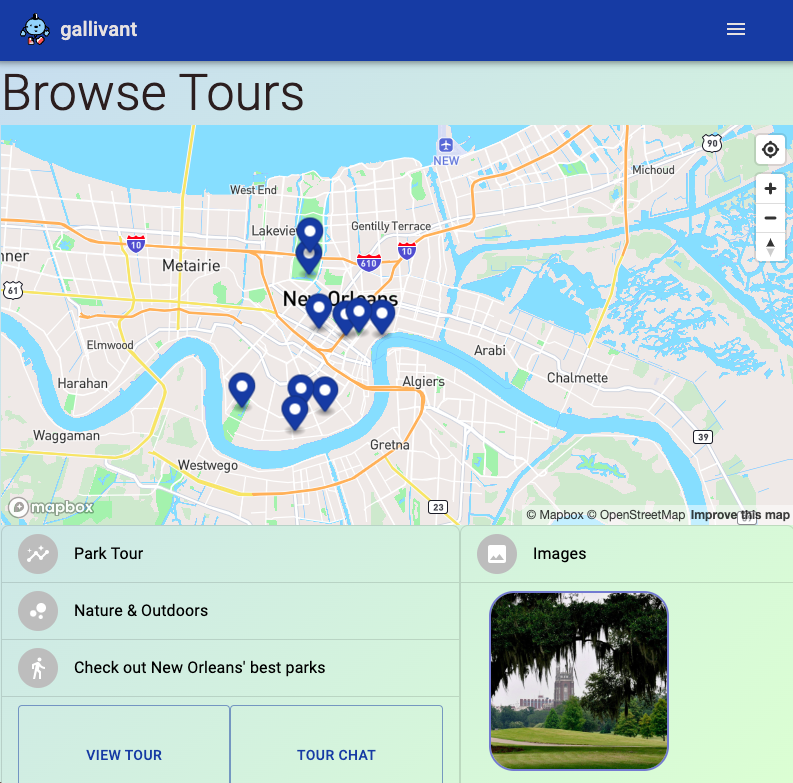 gallivant
Browse Tours
90
NEW
Michoud
West End
Lakeview
Gentilly Terrace
10
10
610
nner
Metairie
61
New Orleans
Elmwood
Arabi
Harahan
Algiers
Chalmette
Waggaman
Gretna
39
Westwego
mapbox
23
© Mapbox © OpenStreetMap Improve this map
Park Tour
Images
Nature & Outdoors
Check out New Orleans' best parks
VIEW TOUR
TOUR CHAT